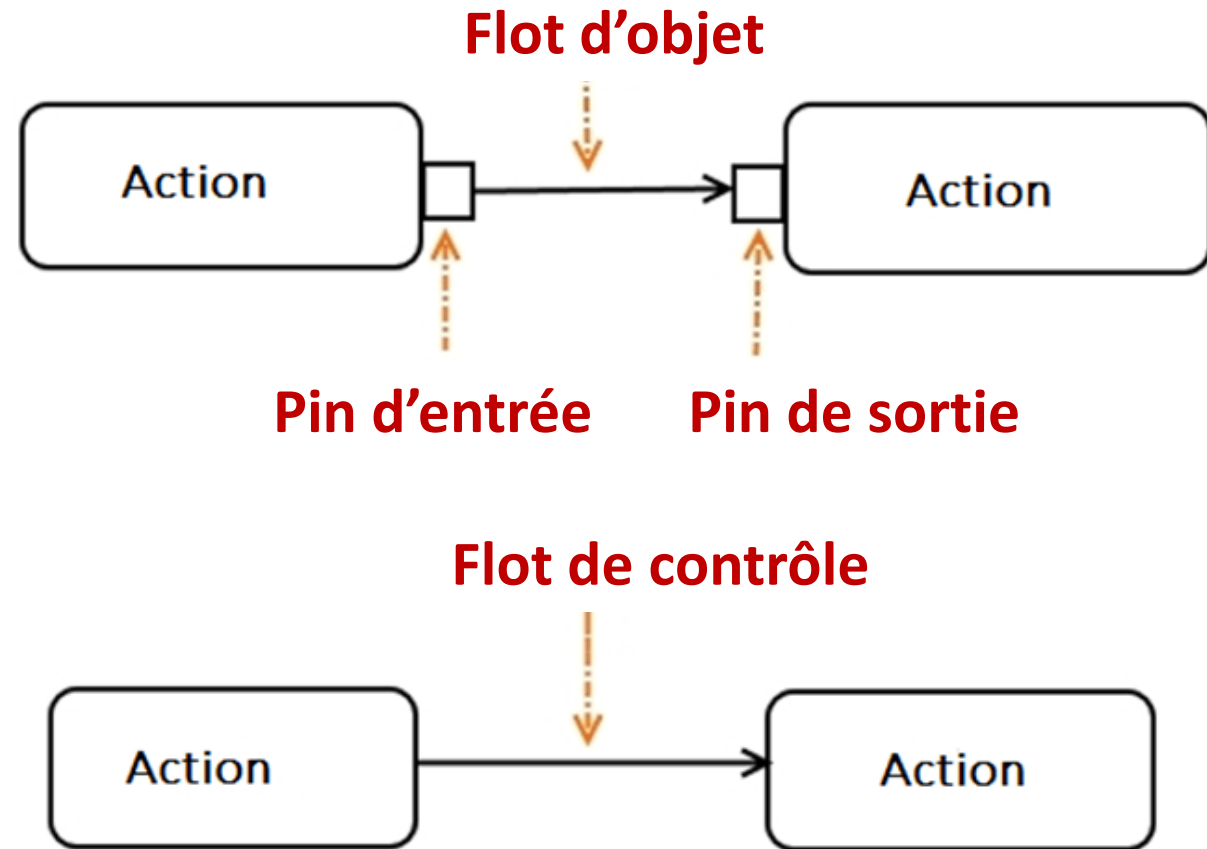 Flot d’objet
Action
Action
Pin d’entrée
Pin de sortie
Flot de contrôle
Action
Action